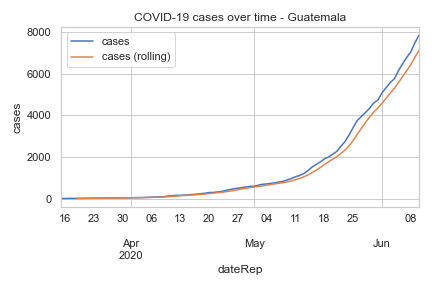 COVID-19 cases over time - Guatemala
cases
cases (rolling)
8000
6000
4000
2000
0
cases
16 23 30 06 13 20 27 04 11 18 25 08
Apr May Jun
2020
dateRep